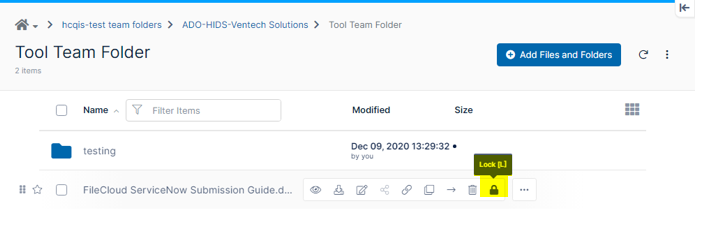 hcqis-test team folders
ADO-HIDS-Ventech Solutions
Tool Team Folder
Tool Team Folder
2 items
Add Files and Folders
Name
Filter Items
Modified
Size
testing
Dec 09, 2020 13:29:32
by you
Lock [L]
FileCloud ServiceNow Submission Guide.d...